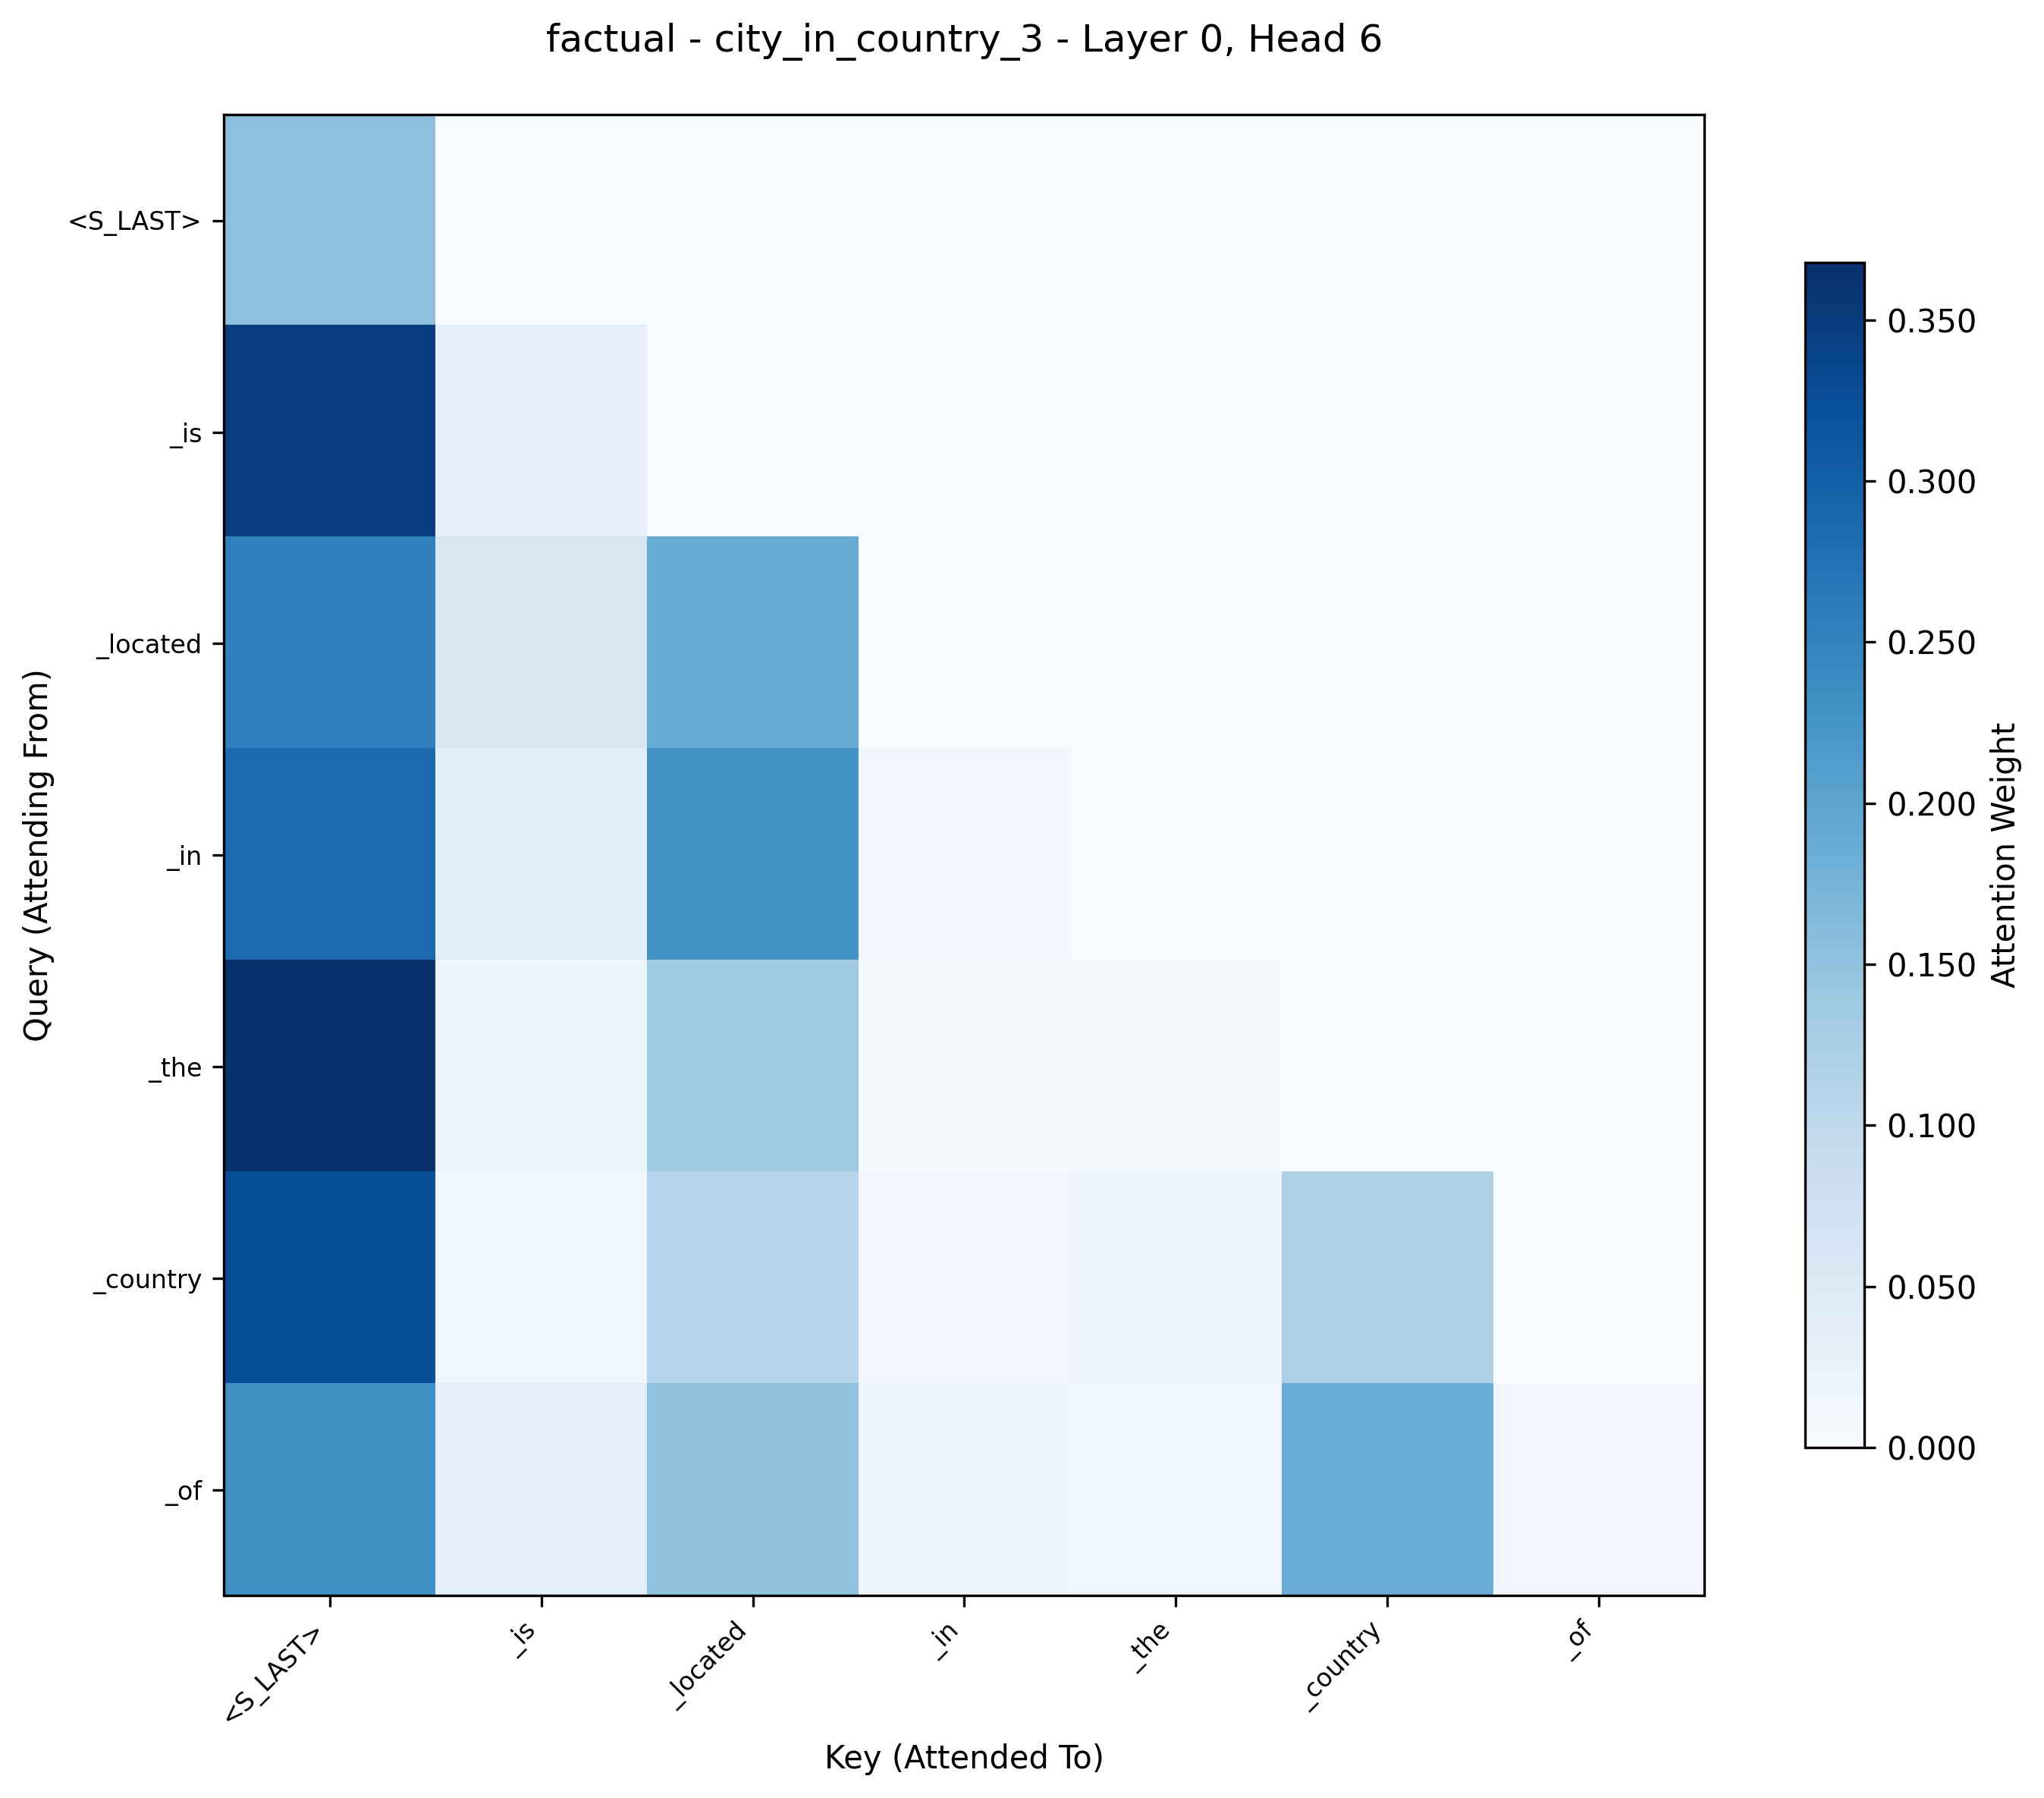 factual - city_in_country_3 - Layer 0, Head 6
<S_LAST>
_is
_located
_in
_the
_country
_of
Query (Attending From)
<S_LAST>
_is
_located
_in
_the
_country
_of
Key (Attended To)
0.350
0.300
0.250
0.200
0.150
0.100
0.050
0.000
Attention Weight